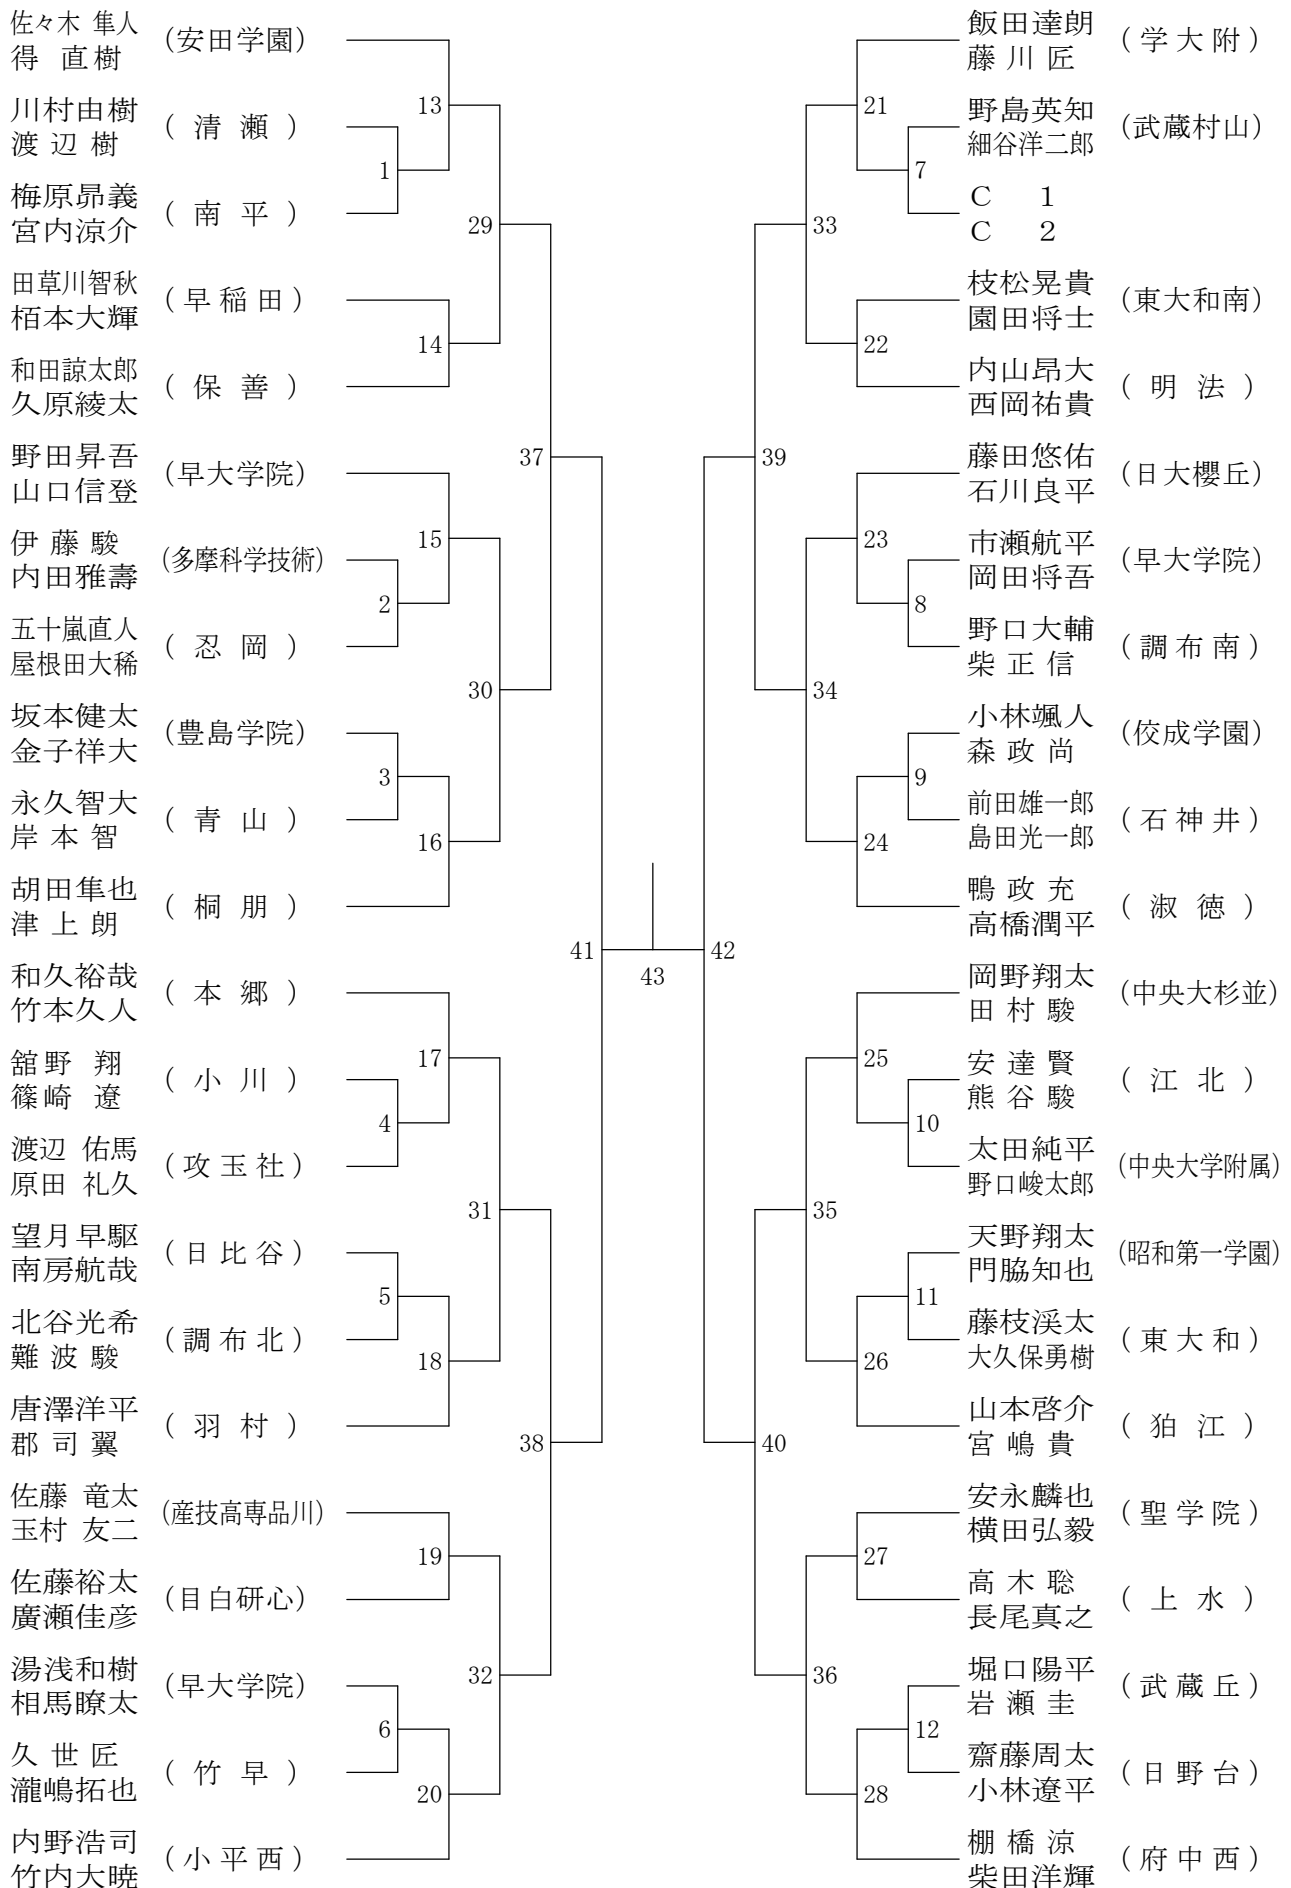 佐々木 隼人
得 直樹
(安田学園)
川村由樹
渡辺樹
(清瀬)
梅原昴義
宮内涼介
(南平)
田草川智秋
栢本大輝
(早稲田)
和田諒太郎
久原綾太
(保善)
野田昇吾
山口信登
(早大学院)
伊藤駿
内田雅壽
(多摩科学技術)
五十嵐直人
屋根田大稀
(忍岡)
坂本健太
金子祥大
(豊島学院)
永久智大
岸本智
(青山)
胡田隼也
津上朗
(桐朋)
和久裕哉
竹本久人
(本郷)
舘野 翔
篠崎 遼
(小川)
渡辺 佑馬
原田 礼久
(攻玉社)
望月早駆
南房航哉
(日比谷)
北谷光希
難波駿
(調布北)
唐澤洋平
郡司翼
(羽村)
佐藤 竜太
玉村 友二
(産技高専品川)
佐藤裕太
廣瀬佳彦
(目白研心)
湯浅和樹
相馬瞭太
(早大学院)
久世匠
瀧嶋拓也
(竹早)
内野浩司
竹内大暁
(小平西)
1
2
3
4
5
6
13
14
15
16
17
18
19
20
29
30
31
32
37
38
41
43
42
39
40
33
34
35
36
21
22
23
24
25
26
27
28
7
8
9
10
11
12
飯田達朗
藤川匠
(学大附)
野島英知
細谷洋二郎
(武蔵村山)
C 1
C 2
枝松晃貴
園田将士
(東大和南)
内山昂大
西岡祐貴
(明法)
藤田悠佑
石川良平
(日大櫻丘)
市瀬航平
岡田将吾
(早大学院)
野口大輔
柴正信
(調布南)
小林颯人
森政尚
(佼成学園)
前田雄一郎
島田光一郎
(石神井)
鴨政充
高橋潤平
(淑徳)
岡野翔太
田村駿
(中央大杉並)
安達賢
熊谷駿
(江北)
太田純平
野口峻太郎
(中央大学附属)
天野翔太
門脇知也
(昭和第一学園)
藤枝渓太
大久保勇樹
(東大和)
山本啓介
宮嶋貴
(狛江)
安永麟也
横田弘毅
(聖学院)
高木聡
長尾真之
(上水)
堀口陽平
岩瀬圭
(武蔵丘)
齋藤周太
小林遼平
(日野台)
棚橋涼
柴田洋輝
(府中西)